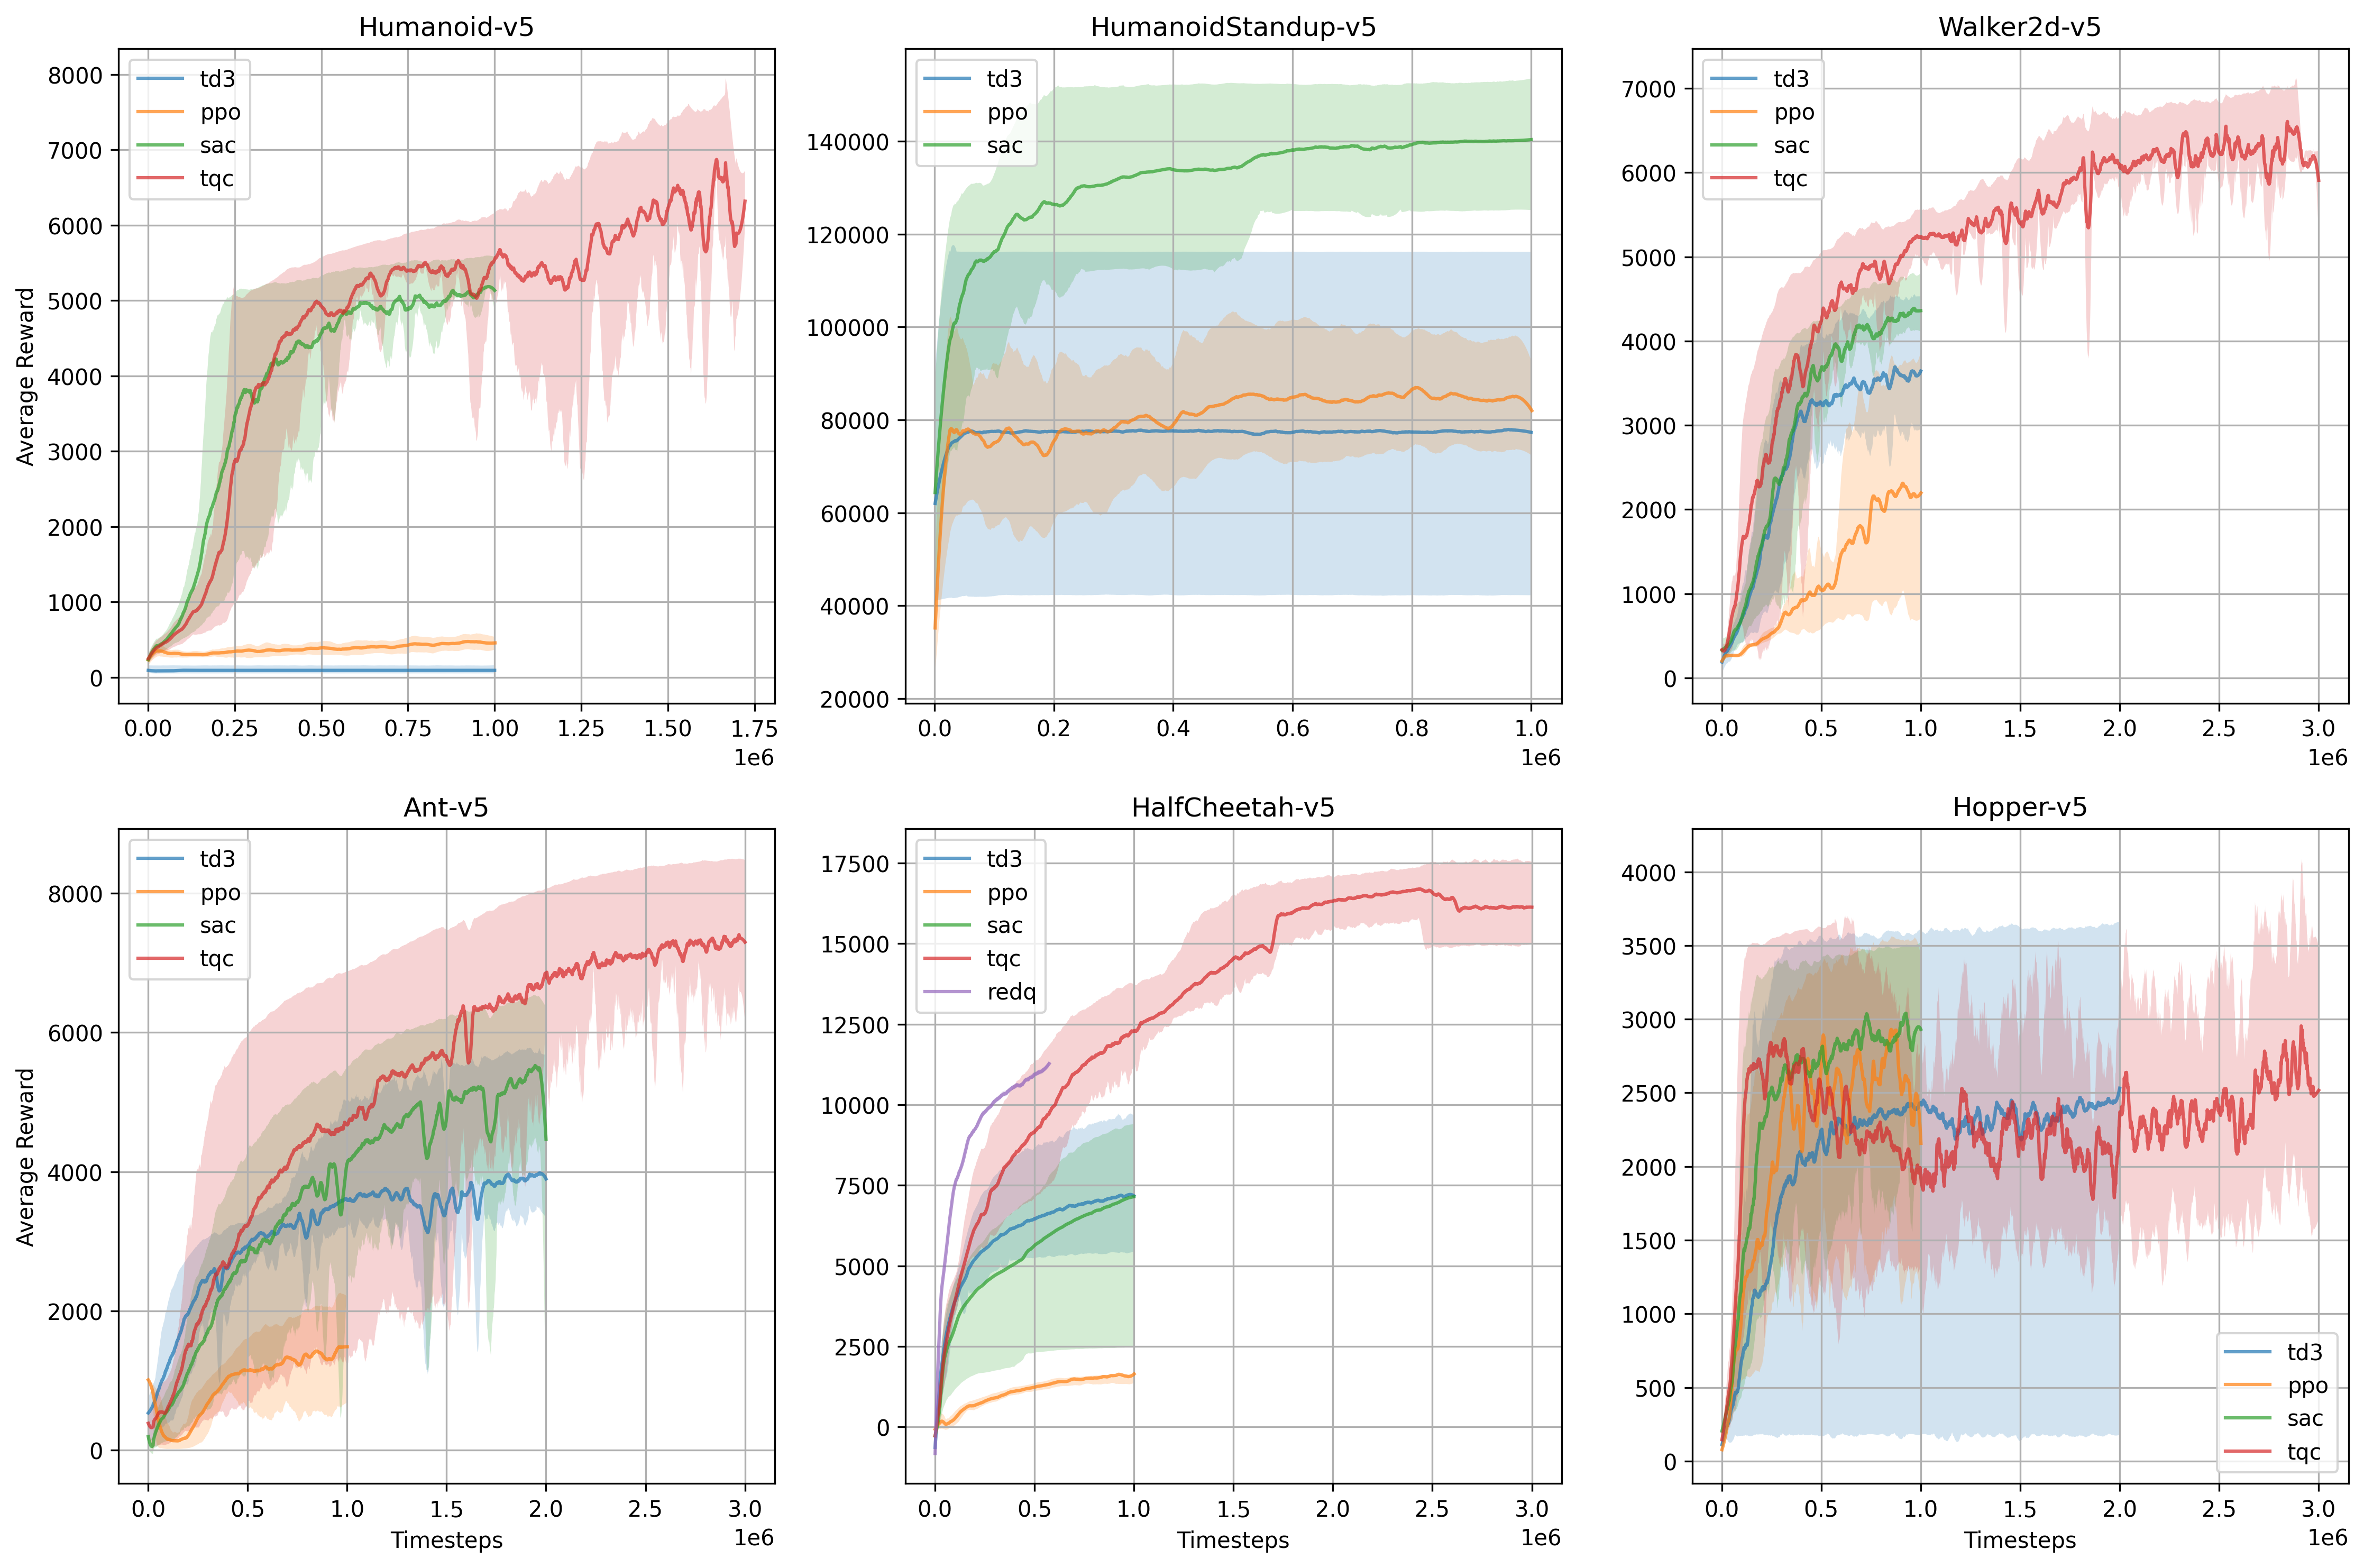 Humanoid-v5
td3
ppo
sac
tqc
Average Reward
8000
7000
6000
5000
4000
3000
2000
1000
0
0.00 0.25 0.50 0.75 1.00 1.25 1.50 1.75
1e6
HumanoidStandup-v5
td3
ppo
sac
140000
120000
100000
80000
60000
40000
20000
0.0 0.2 0.4 0.6 0.8 1.0
1e6
Walker2d-v5
td3
ppo
sac
tqc
7000
6000
5000
4000
3000
2000
1000
0
0.0 0.5 1.0 1.5 2.0 2.5 3.0
1e6
Ant-v5
td3
ppo
sac
tqc
Average Reward
8000
6000
4000
2000
0
0.0 0.5 1.0 1.5 2.0 2.5 3.0
Timesteps
1e6
HalfCheetah-v5
td3
ppo
sac
tqc
redq
17500
15000
12500
10000
7500
5000
2500
0
0.0 0.5 1.0 1.5 2.0 2.5 3.0
Timesteps
1e6
Hopper-v5
4000
3500
3000
2500
2000
1500
1000
500
0
td3
ppo
sac
tqc
0.0 0.5 1.0 1.5 2.0 2.5 3.0
Timesteps
1e6